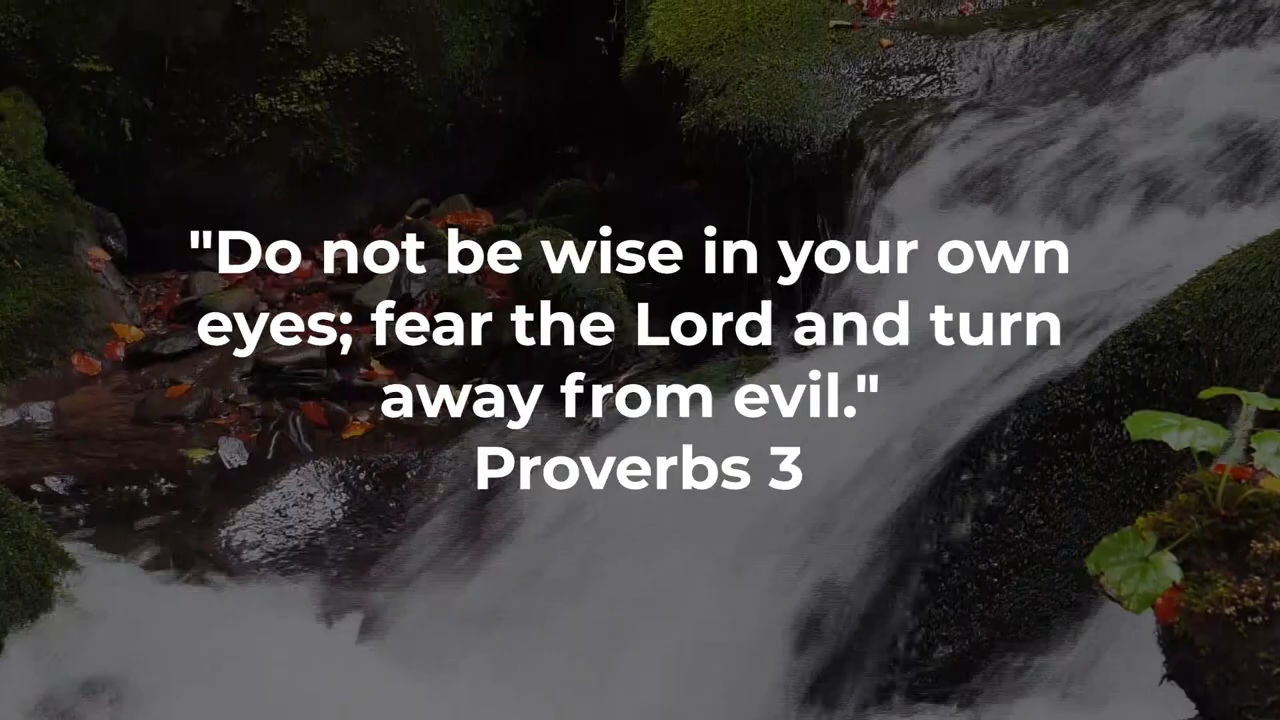 "Do not be wise in your own
eyes; fear the Lord and turn
away from evil."
Proverbs 3